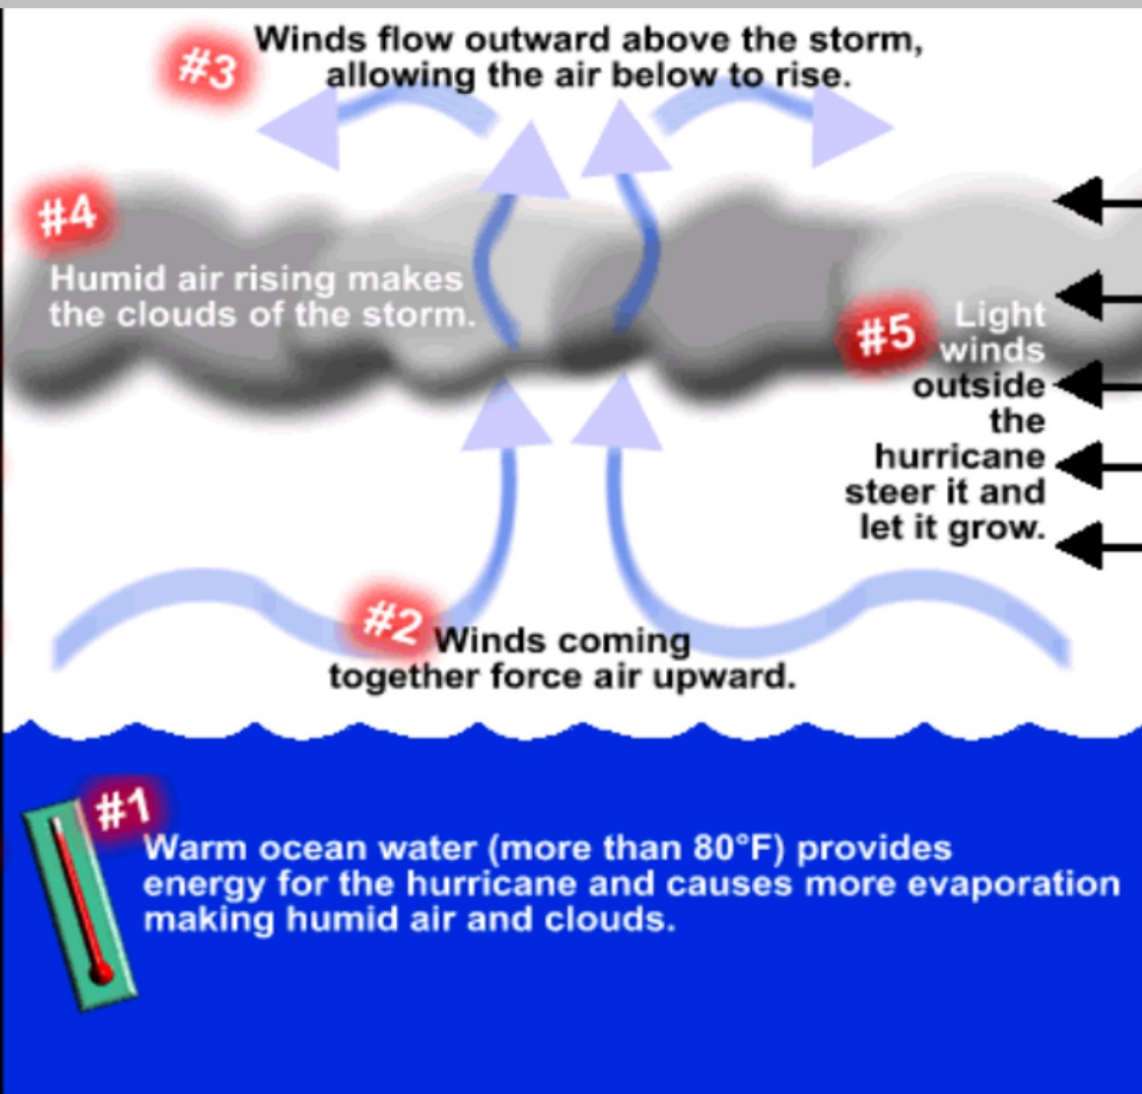 #3
Winds flow outward above the storm,
allowing the air below to rise.
#4
Humid air rising makes
the clouds of the storm.
#5
Light
winds
outside
the
hurricane
steer it and
let it grow.
#2
Winds coming
together force air upward.
#1
Warm ocean water (more than 80°F) provides
energy for the hurricane and causes more evaporation
making humid air and clouds.